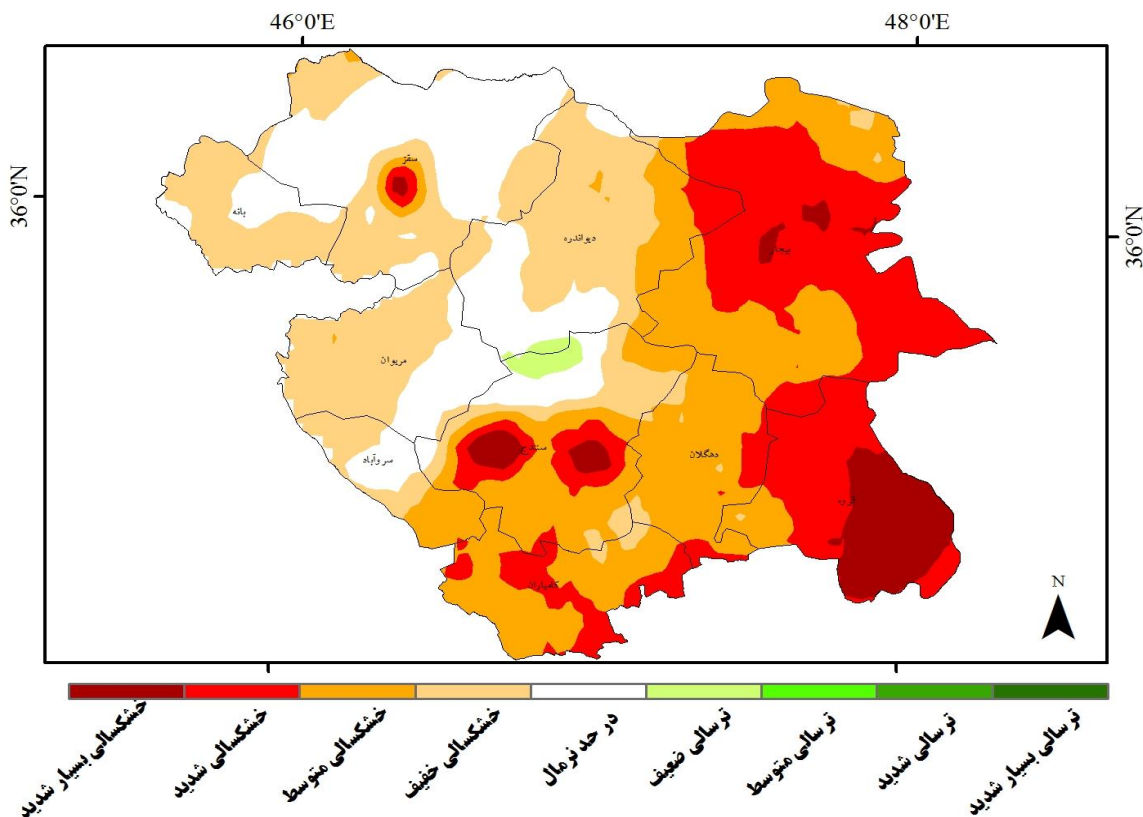 46°0'E
48°0'E
36°0'N
36°0'N
سقز
بانه
دیواندره
بیجار
مریوان
سنندج
سروآباد
دهگلان
قروه
کامیاران
N
خشکسالی بسیار شدید
خشکسالی شدید
خشکسالی متوسط
خشکسالی خفیف
در حد نرمال
ترسالی ضعیف
ترسالی متوسط
ترسالی شدید
ترسالی بسیار شدید